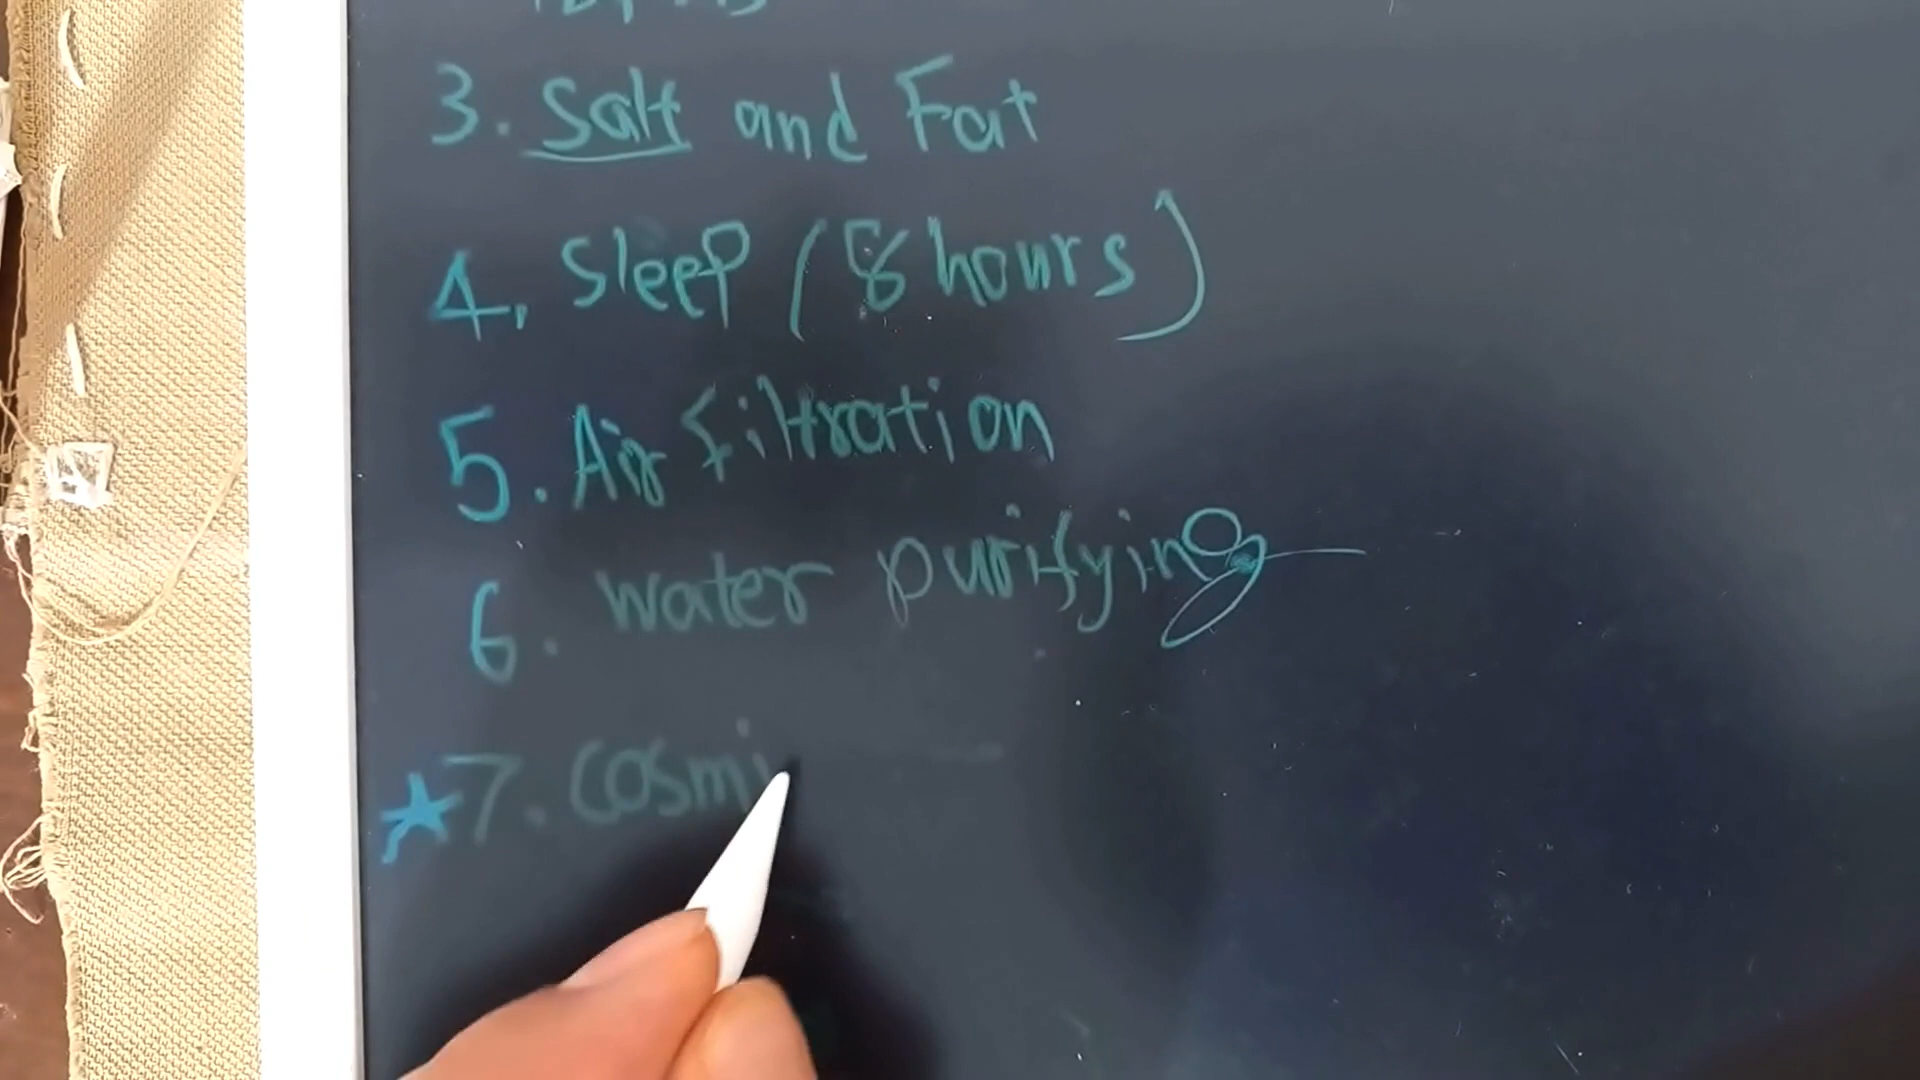 3. Salt and Fat
4. Sleep (8 hours)
5. Air filtration
6. water purifying
7. cosmi